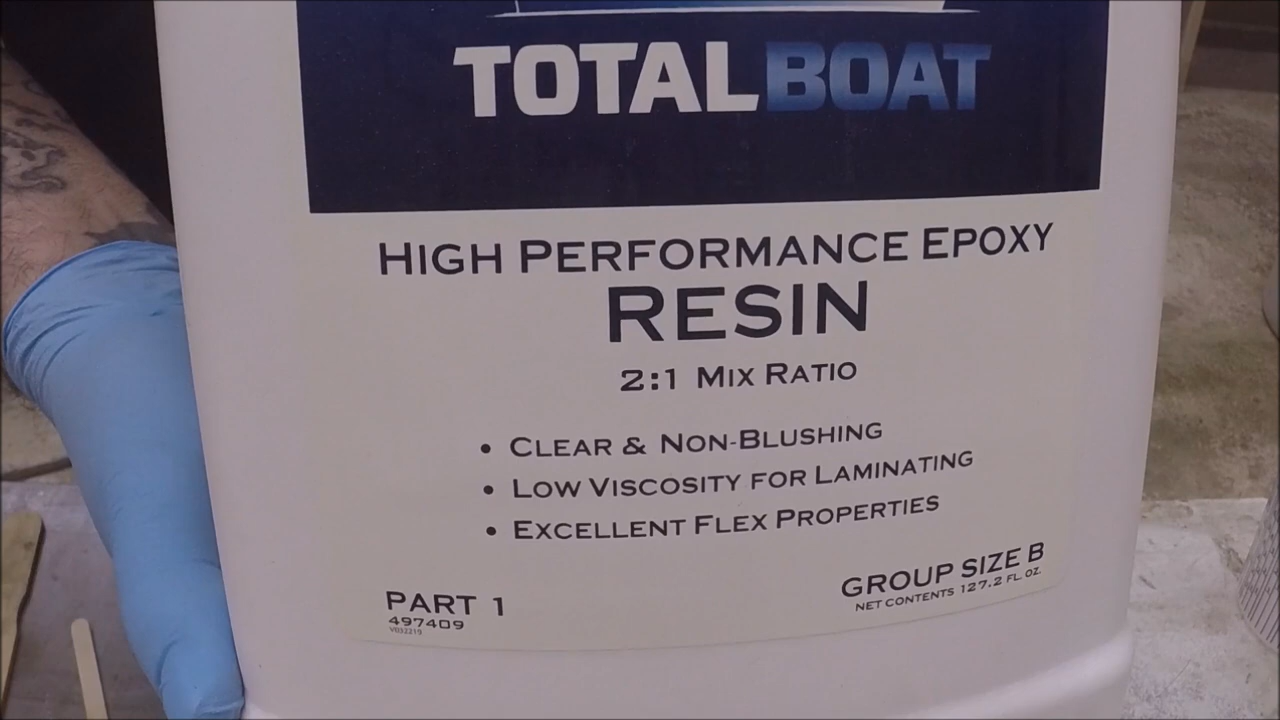 TOTALBOAT
HIGH PERFORMANCE EPOXY
RESIN
2:1 MIX RATIO
• CLEAR & NON-BLUSHING
• LOW VISCOSITY FOR LAMINATING
• EXCELLENT FLEX PROPERTIES
PART 1
497409
GROUP SIZE B
NET CONTENTS 127.2 FL. OZ.